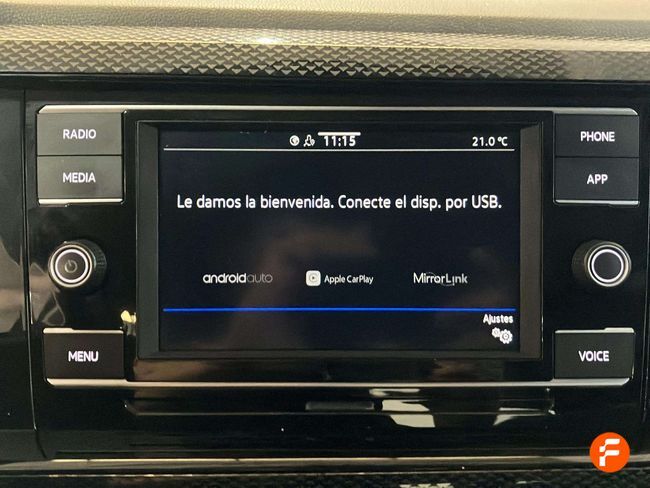 RADIO
MEDIA
MENU
11:15
21.0 °C
Le damos la bienvenida. Conecte el disp. por USB.
androidauto
Apple CarPlay
MirrorLink
Ajustes
PHONE
APP
VOICE